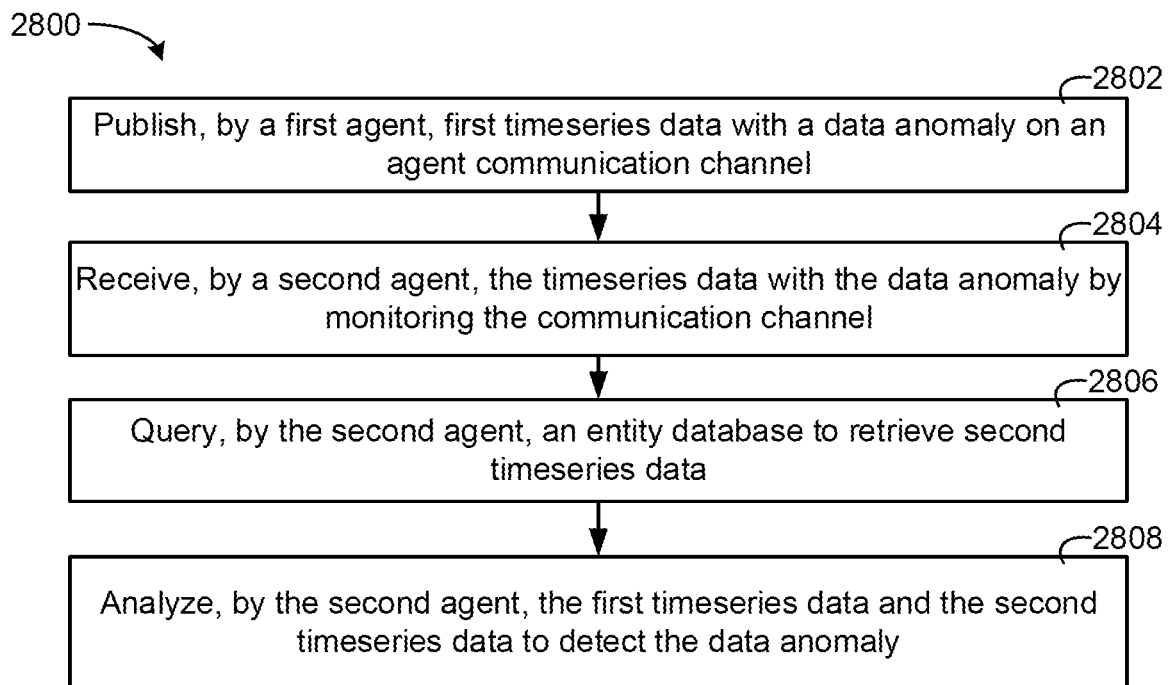 2800
2802
Publish, by a first agent, first timeseries data with a data anomaly on an
agent communication channel
2804
Receive, by a second agent, the timeseries data with the data anomaly by
monitoring the communication channel
2806
Query, by the second agent, an entity database to retrieve second
timeseries data
2808
Analyze, by the second agent, the first timeseries data and the second
timeseries data to detect the data anomaly